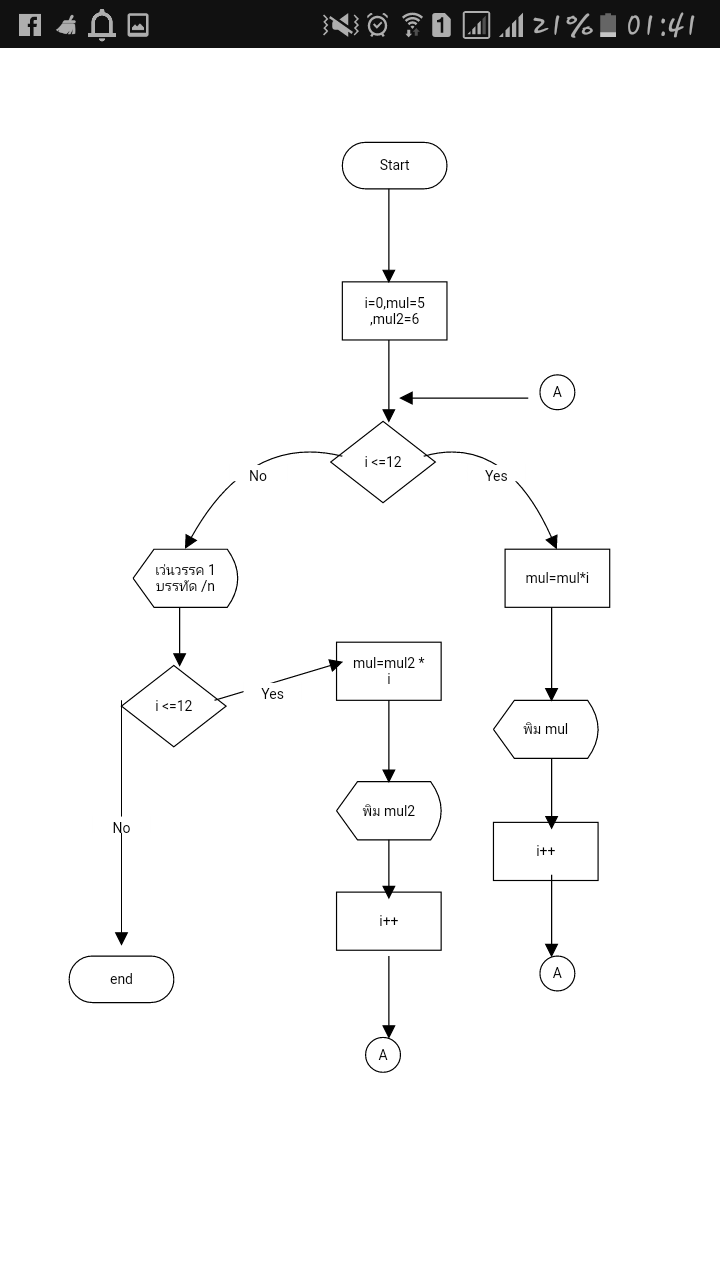 1
21% 01:41
Start
i=0,mul=5
,mul2=6
A
i <=12
No
Yes
เว่นวรรค 1
บรรทัด /n
mul=mul*i
mul=mul2 *
i
i <=12
Yes
พิม mul
พิม mul2
No
i++
i++
end
A
A